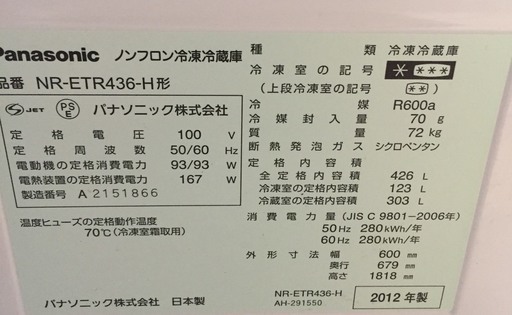 Panasonic ノンフロン冷凍冷蔵庫
品番 NR-ETR436-H形
S JET PSE パナソニック株式会社
定格電圧 100 V
定格周波数 50/60 Hz
電動機の定格消費電力 93/93 W
電熱装置の定格消費電力 167 W
製造番号 A 2151866
温度ヒューズの定格動作温度
70℃(冷凍室霜取用)
パナソニック株式会社 日本製
種類 冷凍冷蔵庫
冷凍室の記号 * ***
(上段冷凍室の記号 **)
冷媒 R600a
冷媒封入量 70 g
質量 72 kg
断熱発泡ガス シクロペンタン
定格内容積
全定格内容積 426 L
冷凍室の定格内容積 123 L
冷蔵室の定格内容積 303 L
消費電力量(JIS C 9801-2006年)
50Hz 280kWh/年
60Hz 280kWh/年
外形寸法 幅 600 mm
奥行 679 mm
高さ 1818 mm
NR-ETR436-H
AH-291550
2012年製